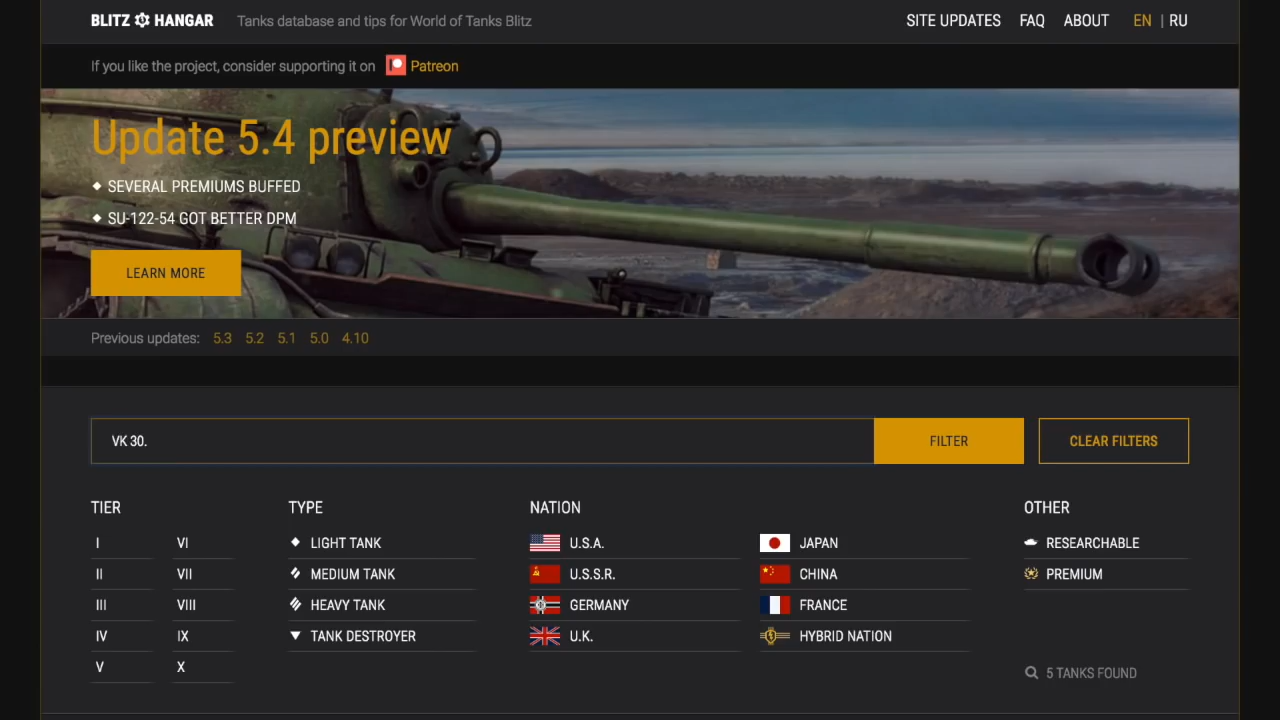 BLITZ HANGAR Tanks database and tips for World of Tanks Blitz SITE UPDATES FAQ ABOUT EN | RU
If you like the project, consider supporting it on Patreon
Update 5.4 preview
SEVERAL PREMIUMS BUFFED
SU-122-54 GOT BETTER DPM
LEARN MORE
Previous updates: 5.3 5.2 5.1 5.0 4.10
VK 30. FILTER CLEAR FILTERS
TIER TYPE NATION OTHER
I VI LIGHT TANK U.S.A. JAPAN RESEARCHABLE
II VII MEDIUM TANK U.S.S.R. CHINA PREMIUM
III VIII HEAVY TANK GERMANY FRANCE
IV IX TANK DESTROYER U.K. HYBRID NATION
V X
5 TANKS FOUND